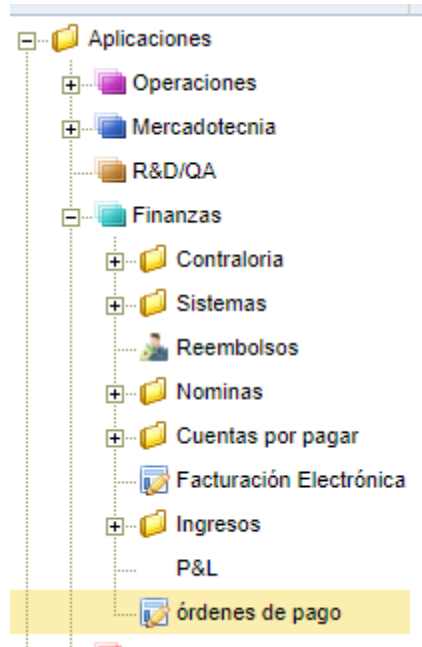 Aplicaciones
Operaciones
Mercadotecnia
R&D/QA
Finanzas
Contraloria
Sistemas
Reembolsos
Nominas
Cuentas por pagar
Facturación Electrónica
Ingresos
P&L
órdenes de pago